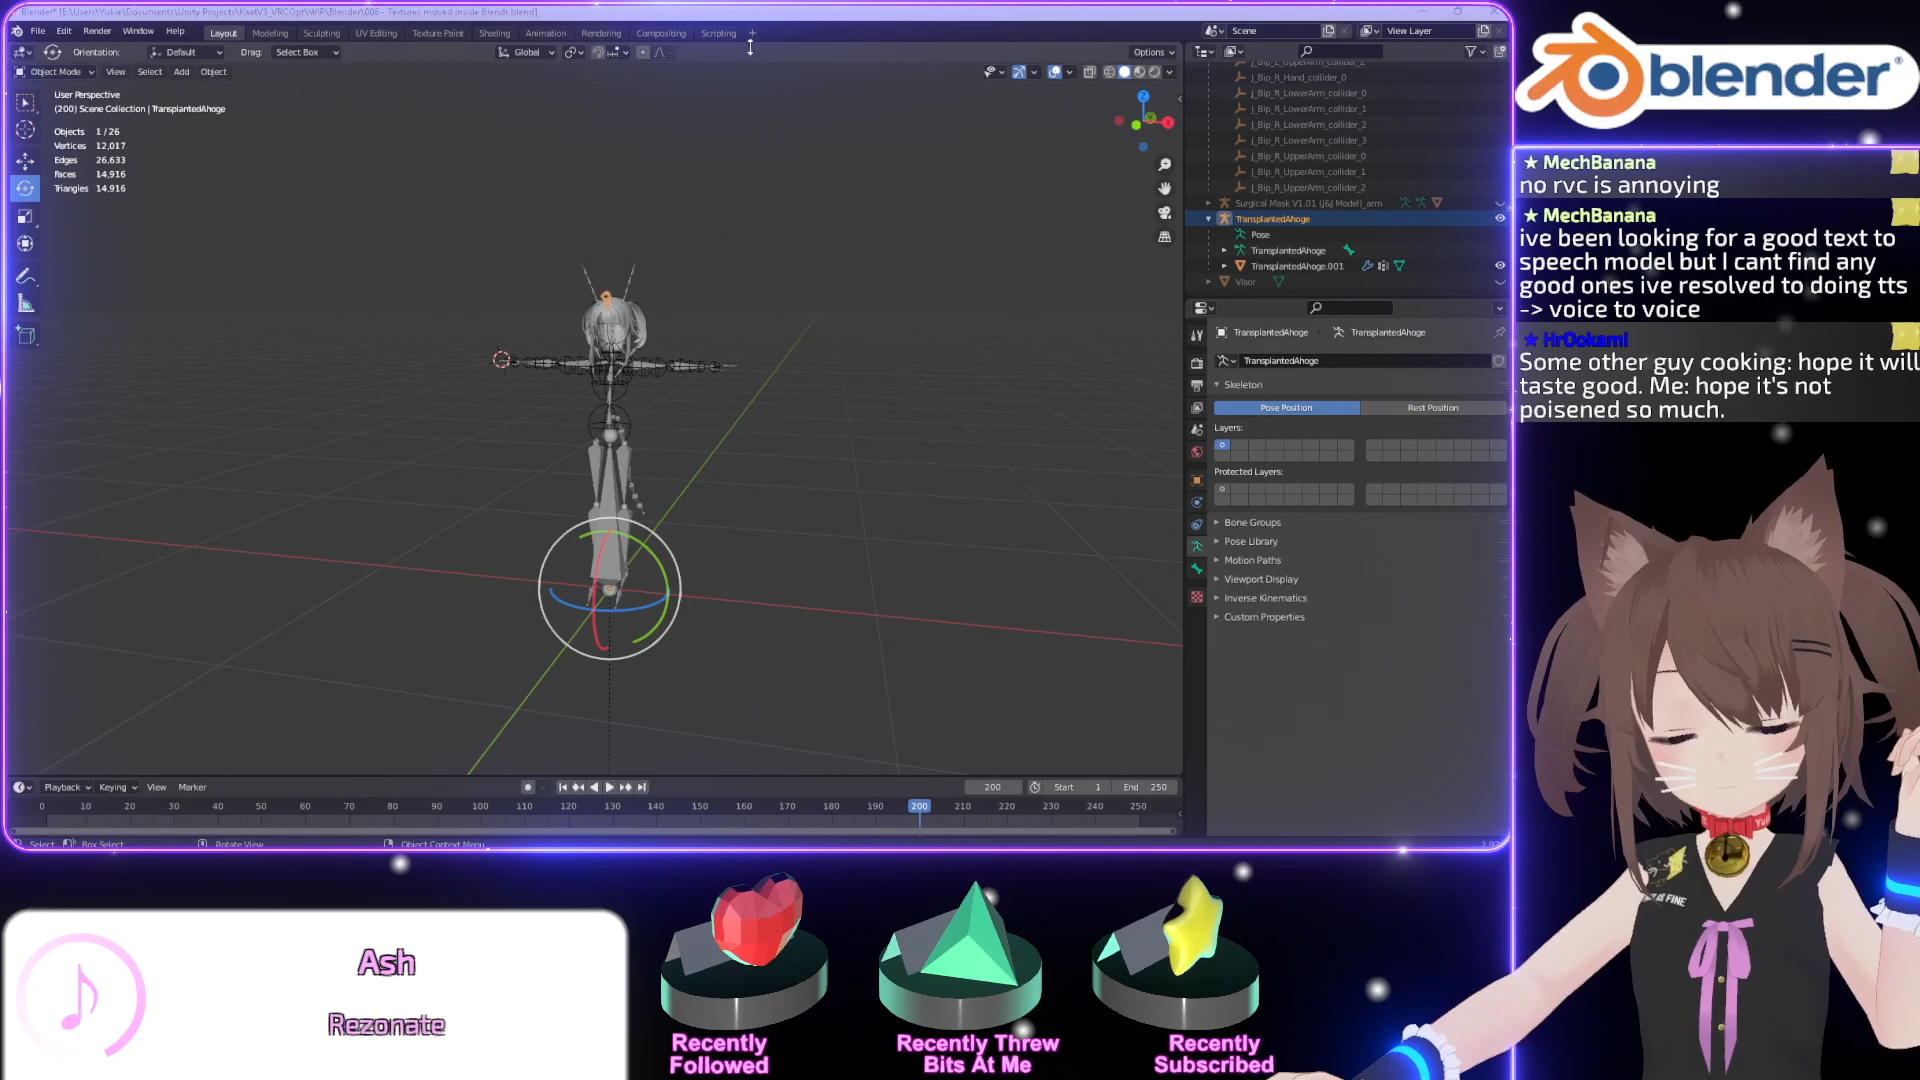 Blender* [E:\Users\Yukie\Documents\Unity Projects\KaatV3_VRCOpt\WIP\Blender\008 - Textures moved inside Blendr.blend]
File Edit Render Window Help Layout Modeling Sculpting UV Editing Texture Paint Shading Animation Rendering Compositing Scripting +
Scene View Layer
Orientation: Default Drag: Select Box Global Options
Object Mode View Select Add Object
User Perspective
(200) Scene Collection | TransplantedAhoge
Objects 1 / 26
Vertices 12,017
Edges 26,633
Faces 14,916
Triangles 14,916
Z
Y
X
J_Bip_L_UpperArm_collider_2
J_Bip_R_Hand_collider_0
J_Bip_R_LowerArm_collider_0
J_Bip_R_LowerArm_collider_1
J_Bip_R_LowerArm_collider_2
J_Bip_R_LowerArm_collider_3
J_Bip_R_UpperArm_collider_0
J_Bip_R_UpperArm_collider_1
J_Bip_R_UpperArm_collider_2
Surgical Mask V1.01 (J&J Model)_arm
TransplantedAhoge
Pose
TransplantedAhoge
TransplantedAhoge.001
Visor
TransplantedAhoge TransplantedAhoge
TransplantedAhoge
Skeleton
Pose Position Rest Position
Layers:
Protected Layers:
Bone Groups
Pose Library
Motion Paths
Viewport Display
Inverse Kinematics
Custom Properties
Playback Keying View Marker 200 Start 1 End 250
0 10 20 30 40 50 60 70 80 90 100 110 120 130 140 150 160 170 180 190 200 210 220 230 240 250
Select Box Select Rotate View Object Context Menu
blender
★ MechBanana
no rvc is annoying
★ MechBanana
ive been looking for a good text to
speech model but I cant find any
good ones ive resolved to doing tts
-> voice to voice
★ HrOokami
Some other guy cooking: hope it will
taste good. Me: hope it's not
poisened so much.
Ash
Rezonate
Recently
Followed
Recently Threw
Bits At Me
Recently
Subscribed